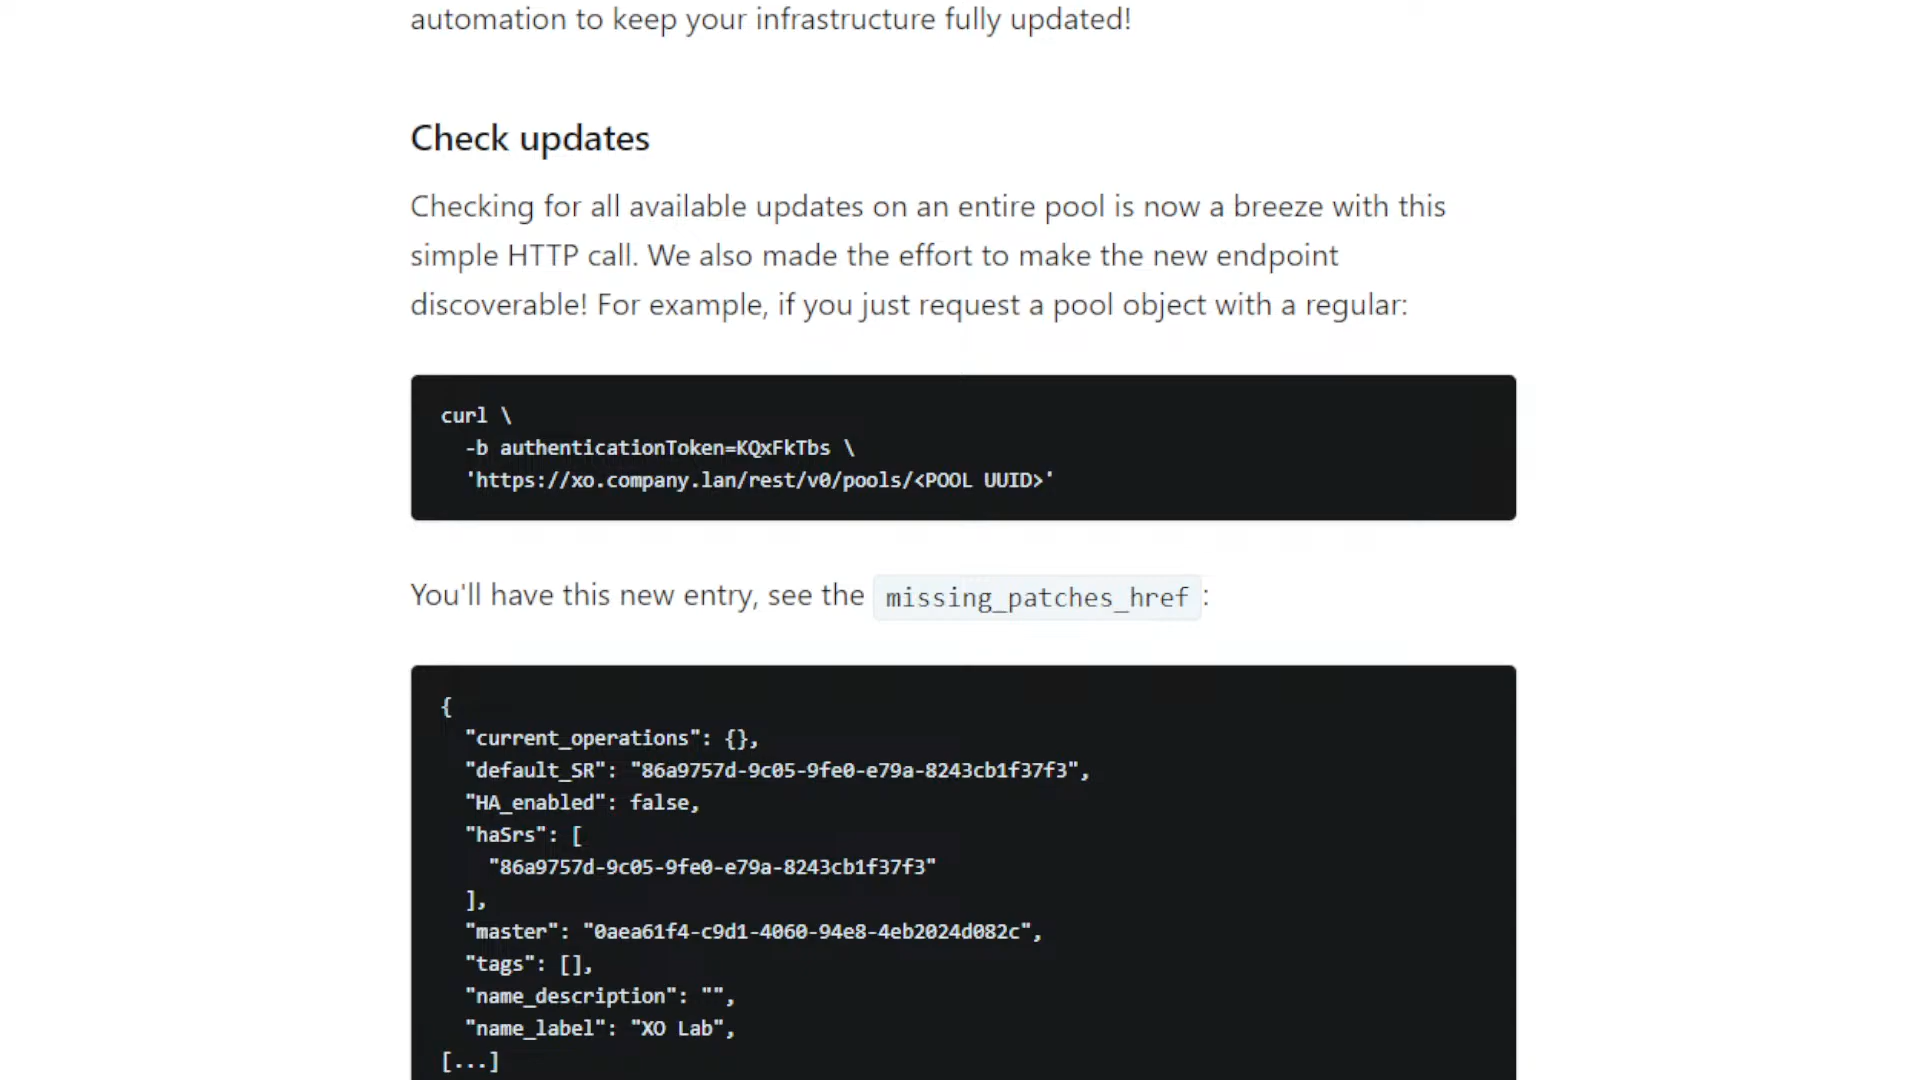 automation to keep your infrastructure fully updated!
Check updates
Checking for all available updates on an entire pool is now a breeze with this
simple HTTP call. We also made the effort to make the new endpoint
discoverable! For example, if you just request a pool object with a regular:
curl \
  -b authenticationToken=KQxFkTbs \
  'https://xo.company.lan/rest/v0/pools/<POOL UUID>'
You'll have this new entry, see the missing_patches_href:
{
  "current_operations": {},
  "default_SR": "86a9757d-9c05-9fe0-e79a-8243cb1f37f3",
  "HA_enabled": false,
  "haSrs": [
    "86a9757d-9c05-9fe0-e79a-8243cb1f37f3"
  ],
  "master": "0aea61f4-c9d1-4060-94e8-4eb2024d082c",
  "tags": [],
  "name_description": "",
  "name_label": "XO Lab",
[...]